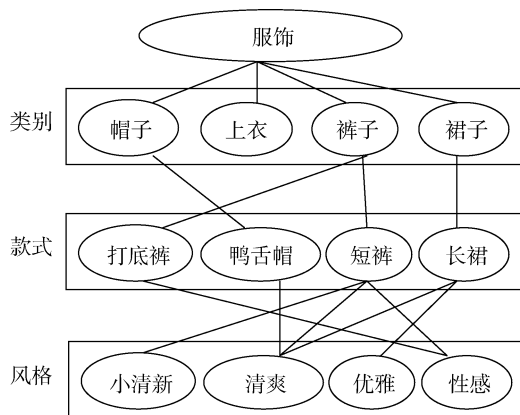 服饰
类别
帽子 上衣 裤子 裙子
款式
打底裤 鸭舌帽 短裤 长裙
风格
小清新 清爽 优雅 性感